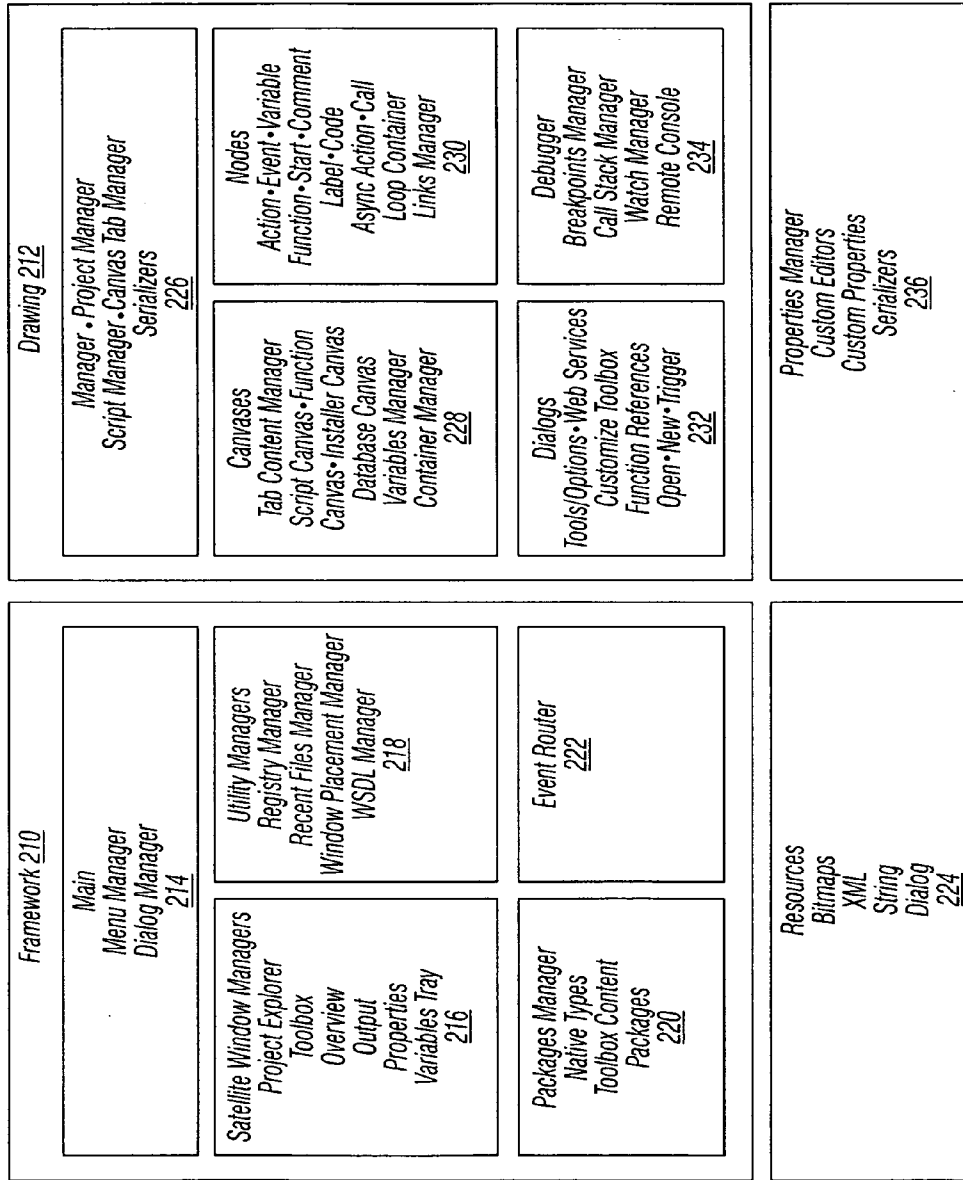 Framework 210
Main
Menu Manager
Dialog Manager
214
Satellite Window Managers
Project Explorer
Toolbox
Overview
Output
Properties
Variables Tray
216
Utility Managers
Registry Manager
Recent Files Manager
Window Placement Manager
WSDL Manager
218
Packages Manager
Native Types
Toolbox Content
Packages
220
Event Router
222
Resources
Bitmaps
XML
String
Dialog
224
Drawing 212
Manager•Project Manager
Script Manager•Canvas Tab Manager
Serializers
226
Canvases
Tab Content Manager
Script Canvas•Function
Canvas•Installer Canvas
Database Canvas
Variables Manager
Container Manager
228
Nodes
Action•Event•Variable
Function•Start•Comment
Label•Code
Async Action•Call
Loop Container
Links Manager
230
Dialogs
Tools/Options•Web Services
Customize Toolbox
Function References
Open•New•Trigger
232
Debugger
Breakpoints Manager
Call Stack Manager
Watch Manager
Remote Console
234
Properties Manager
Custom Editors
Custom Properties
Serializers
236